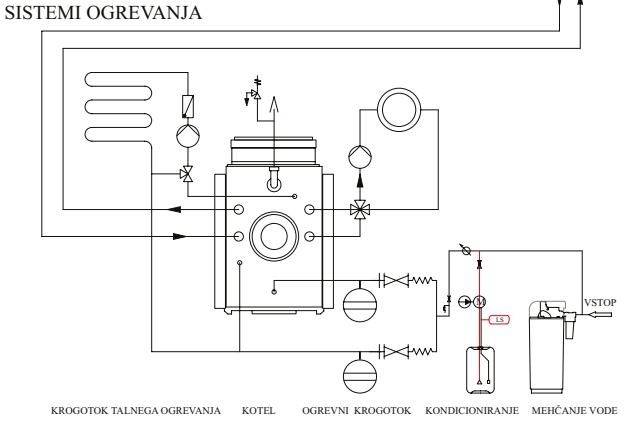 SISTEMI OGREVANJA
VSTOP
M
LS
KROGOTOK TALNEGA OGREVANJA KOTEL OGREVNI KROGOTOK KONDICIONIRANJE MEHČANJE VODE